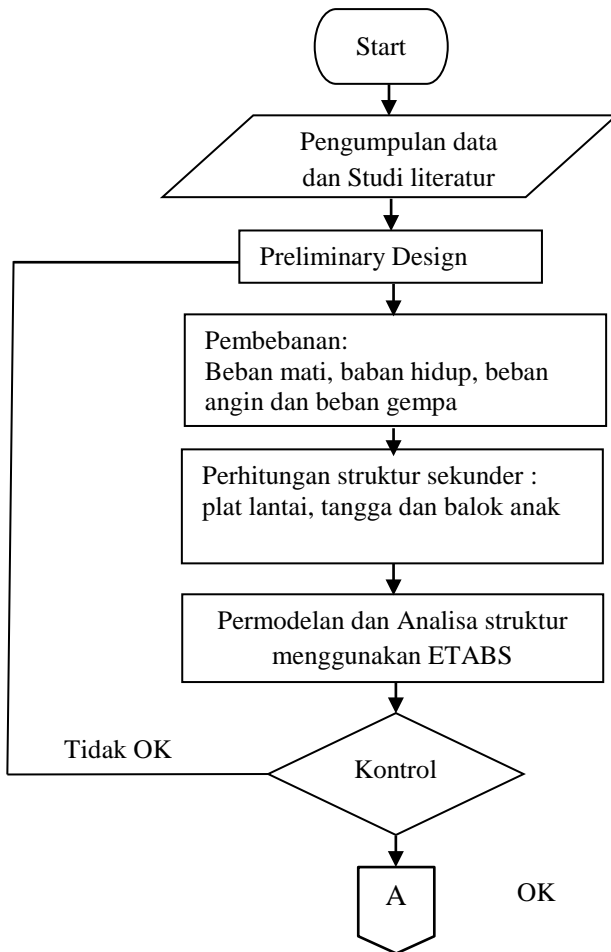 Start
Pengumpulan data
dan Studi literatur
Preliminary Design
Pembebanan:
Beban mati, baban hidup, beban
angin dan beban gempa
Perhitungan struktur sekunder :
plat lantai, tangga dan balok anak
Permodelan dan Analisa struktur
menggunakan ETABS
Tidak OK
Kontrol
A
OK